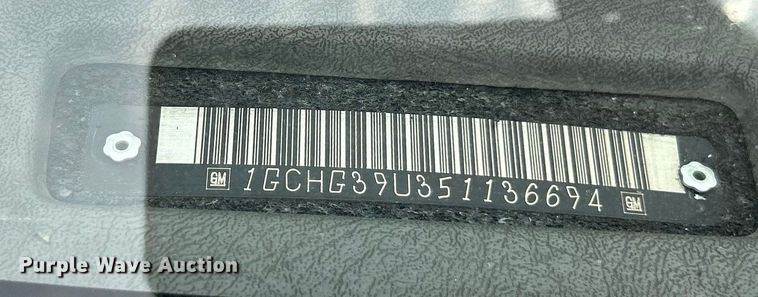 GM 1GCHG39U351136694 GM
Purple Wave Auction